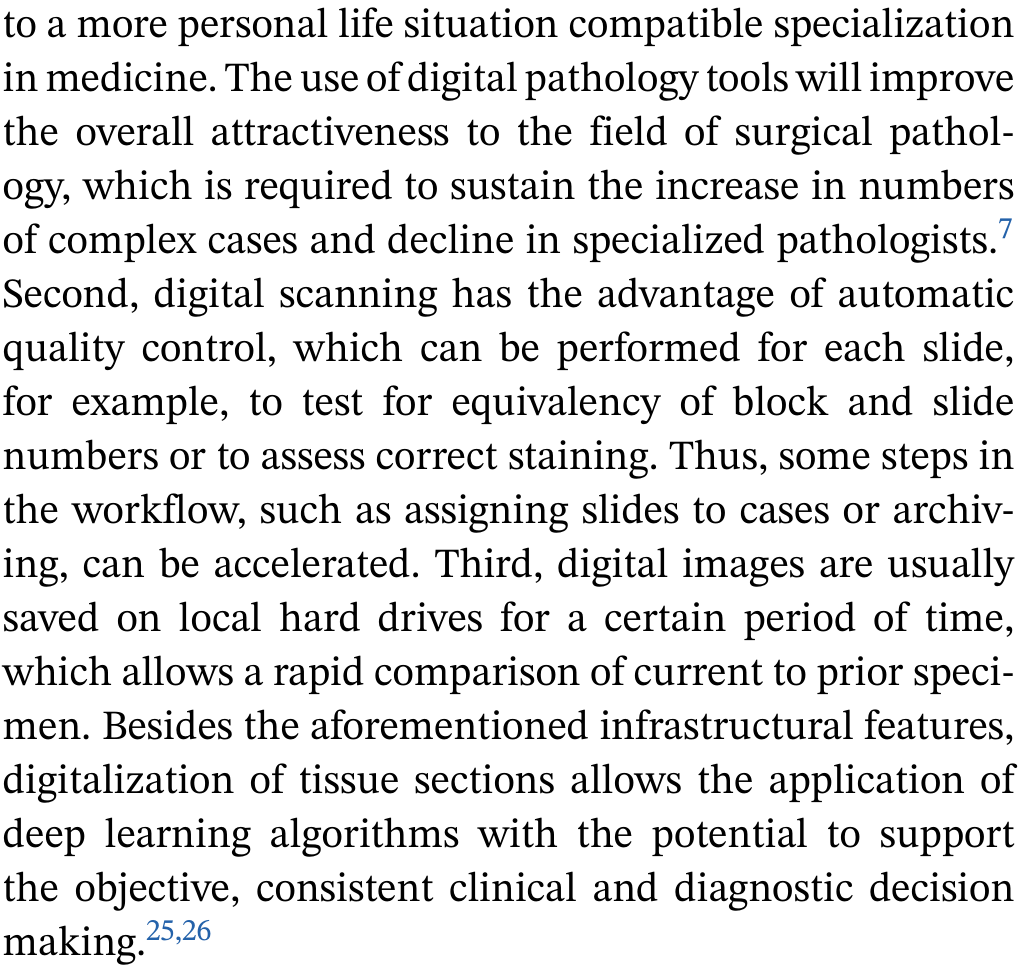 to a more personal life situation compatible specialization
in medicine. The use of digital pathology tools will improve
the overall attractiveness to the field of surgical pathol-
ogy, which is required to sustain the increase in numbers
of complex cases and decline in specialized pathologists.7
Second, digital scanning has the advantage of automatic
quality control, which can be performed for each slide,
for example, to test for equivalency of block and slide
numbers or to assess correct staining. Thus, some steps in
the workflow, such as assigning slides to cases or archiv-
ing, can be accelerated. Third, digital images are usually
saved on local hard drives for a certain period of time,
which allows a rapid comparison of current to prior speci-
men. Besides the aforementioned infrastructural features,
digitalization of tissue sections allows the application of
deep learning algorithms with the potential to support
the objective, consistent clinical and diagnostic decision
making.25,26